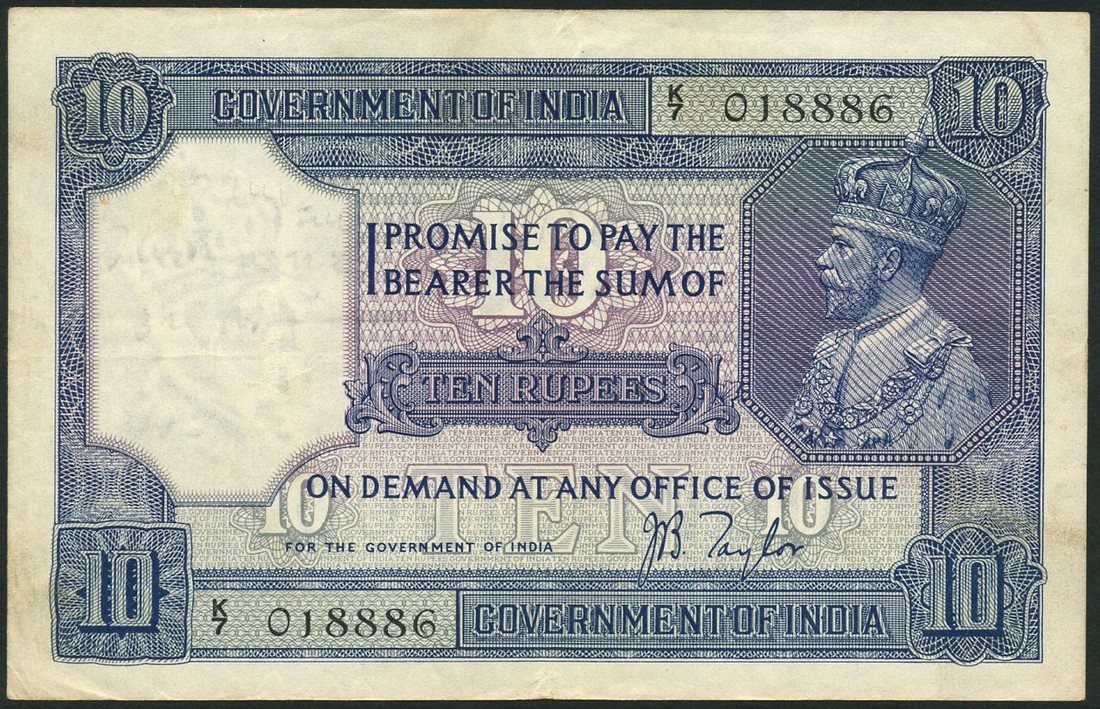 10 GOVERNMENT OF INDIA K/7 018886 10
10
I PROMISE TO PAY THE
BEARER THE SUM OF
TEN RUPEES
TEN
ON DEMAND AT ANY OFFICE OF ISSUE
10 10
FOR THE GOVERNMENT OF INDIA J.B. Taylor
10 K/7 018886 GOVERNMENT OF INDIA 10